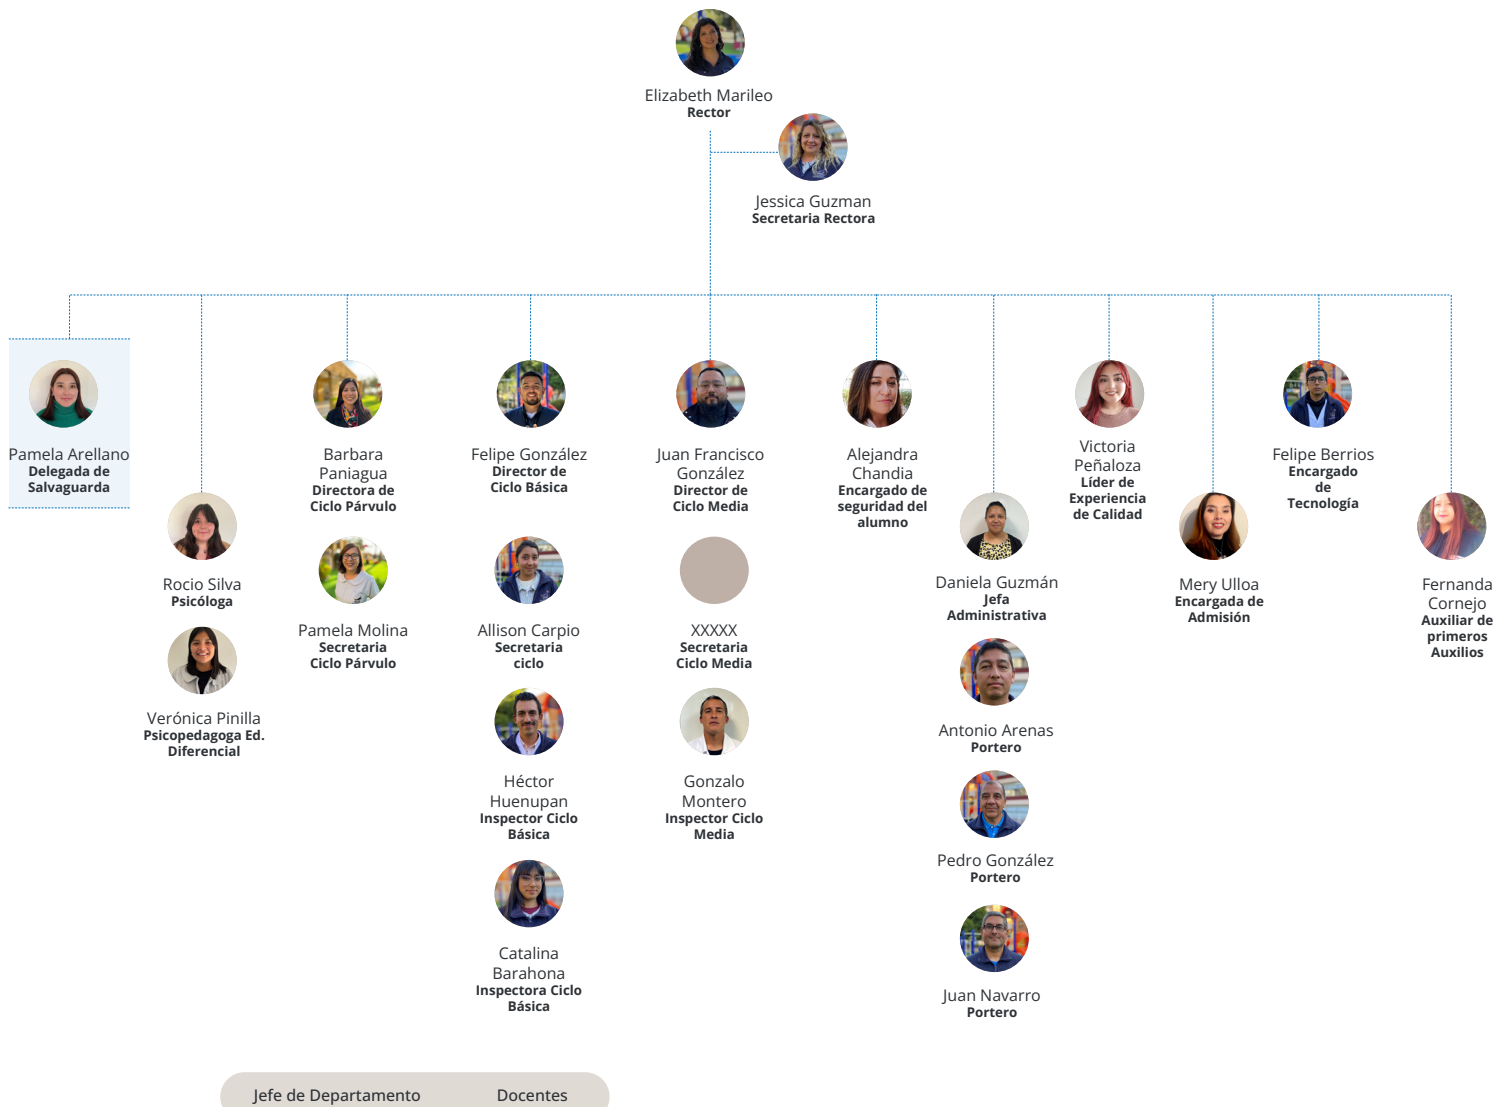 Elizabeth Marileo
Rector
Jessica Guzman
Secretaria Rectora
Pamela Arellano
Delegada de
Salvaguarda
Rocio Silva
Psicóloga
Verónica Pinilla
Psicopedagoga Ed.
Diferencial
Barbara
Paniagua
Directora de
Ciclo Párvulo
Pamela Molina
Secretaria
Ciclo Párvulo
Felipe González
Director de
Ciclo Básica
Allison Carpio
Secretaria
ciclo
Héctor
Huenupan
Inspector Ciclo
Básica
Catalina
Barahona
Inspectora Ciclo
Básica
Juan Francisco
González
Director de
Ciclo Media
XXXXX
Secretaria
Ciclo Media
Gonzalo
Montero
Inspector Ciclo
Media
Alejandra
Chandia
Encargado de
seguridad del
alumno
Daniela Guzmán
Jefa
Administrativa
Antonio Arenas
Portero
Pedro González
Portero
Juan Navarro
Portero
Victoria
Peñaloza
Líder de
Experiencia
de Calidad
Mery Ulloa
Encargada de
Admisión
Felipe Berrios
Encargado
de
Tecnología
Fernanda
Cornejo
Auxiliar de
primeros
Auxilios
Jefe de Departamento
Docentes